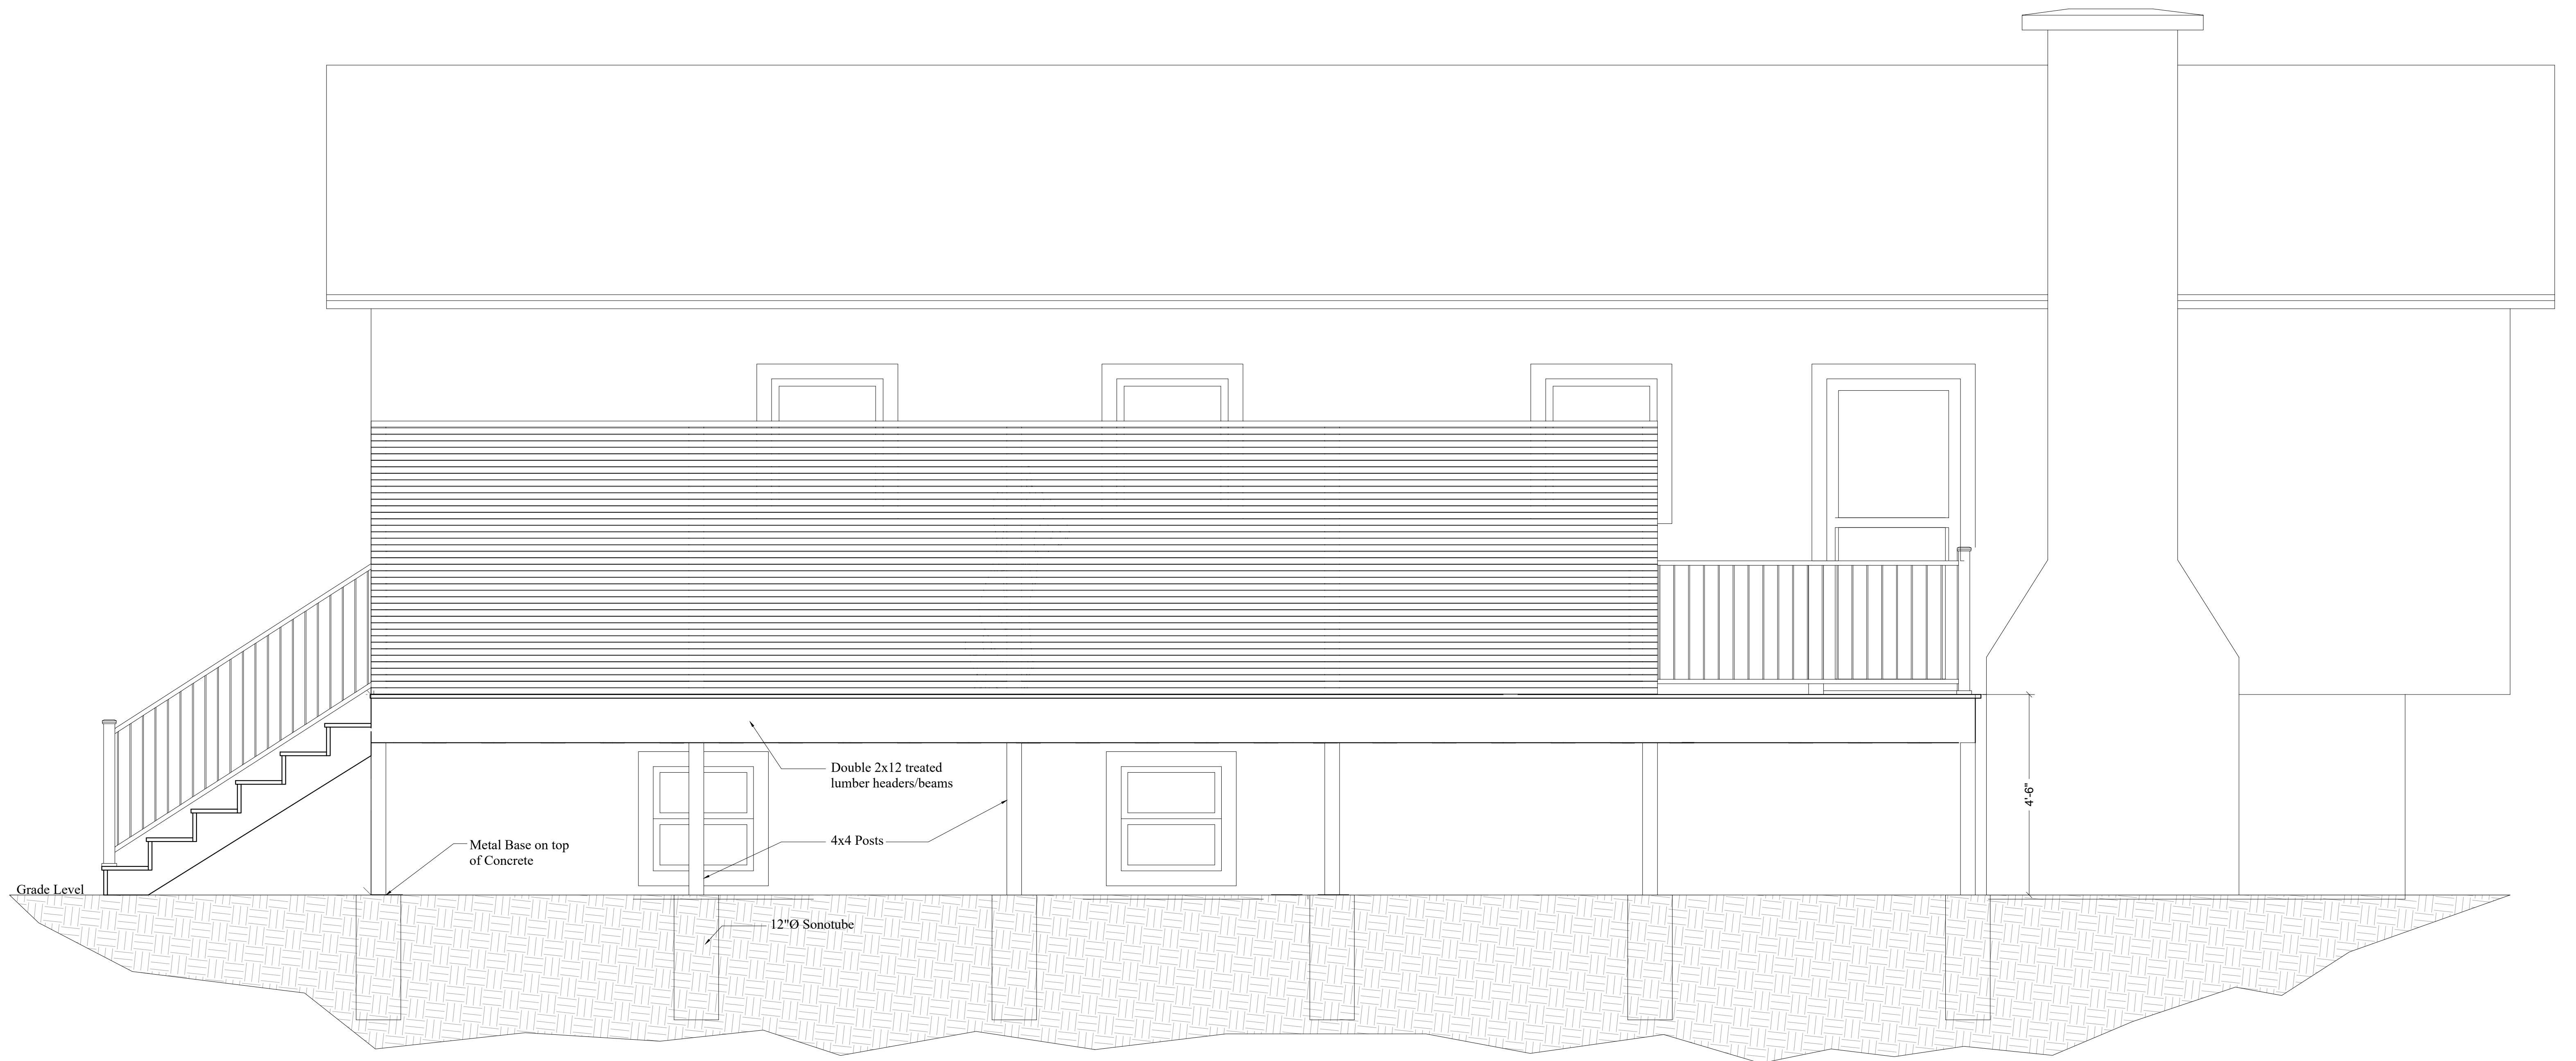 Double 2x12 treated
lumber headers/beams
4'-6"
4x4 Posts
Metal Base on top
of Concrete
Grade Level
12"Ø Sonotube